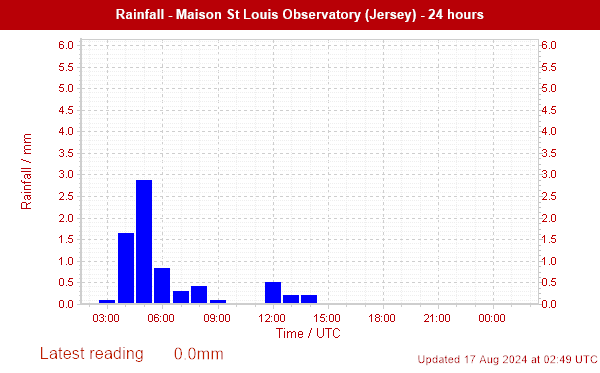 Rainfall - Maison St Louis Observatory (Jersey) - 24 hours
6.0 6.0
5.5 5.5
5.0 5.0
4.5 4.5
4.0 4.0
3.5 3.5
3.0 3.0
2.5 2.5
2.0 2.0
1.5 1.5
1.0 1.0
0.5 0.5
0.0 0.0
Rainfall / mm
03:00 06:00 09:00 12:00 15:00 18:00 21:00 00:00
Time / UTC
Latest reading 0.0mm
Updated 17 Aug 2024 at 02:49 UTC